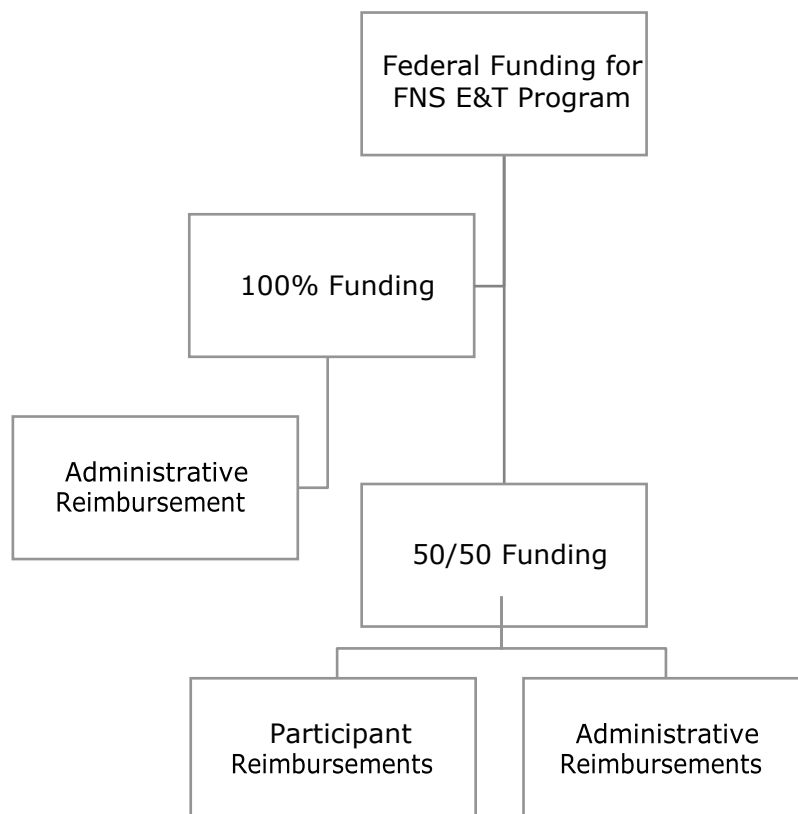 Federal Funding for
FNS E&T Program
100% Funding
Administrative
Reimbursement
50/50 Funding
Participant
Reimbursements
Administrative
Reimbursements